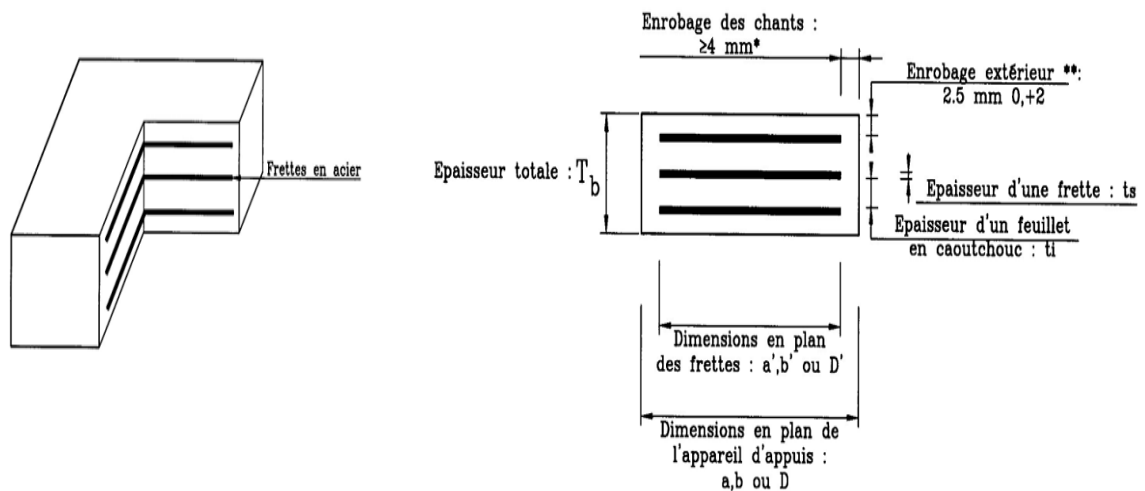 Enrobage des chants :
≥4 mm*
Enrobage extérieur **:
2.5 mm 0,+2
Frettes en acier
Epaisseur totale : Tb
Epaisseur d'une frette : ts
Epaisseur d'un feuillet
en caoutchouc : ti
Dimensions en plan
des frettes : a',b' ou D'
Dimensions en plan de
l'appareil d'appuis :
a,b ou D